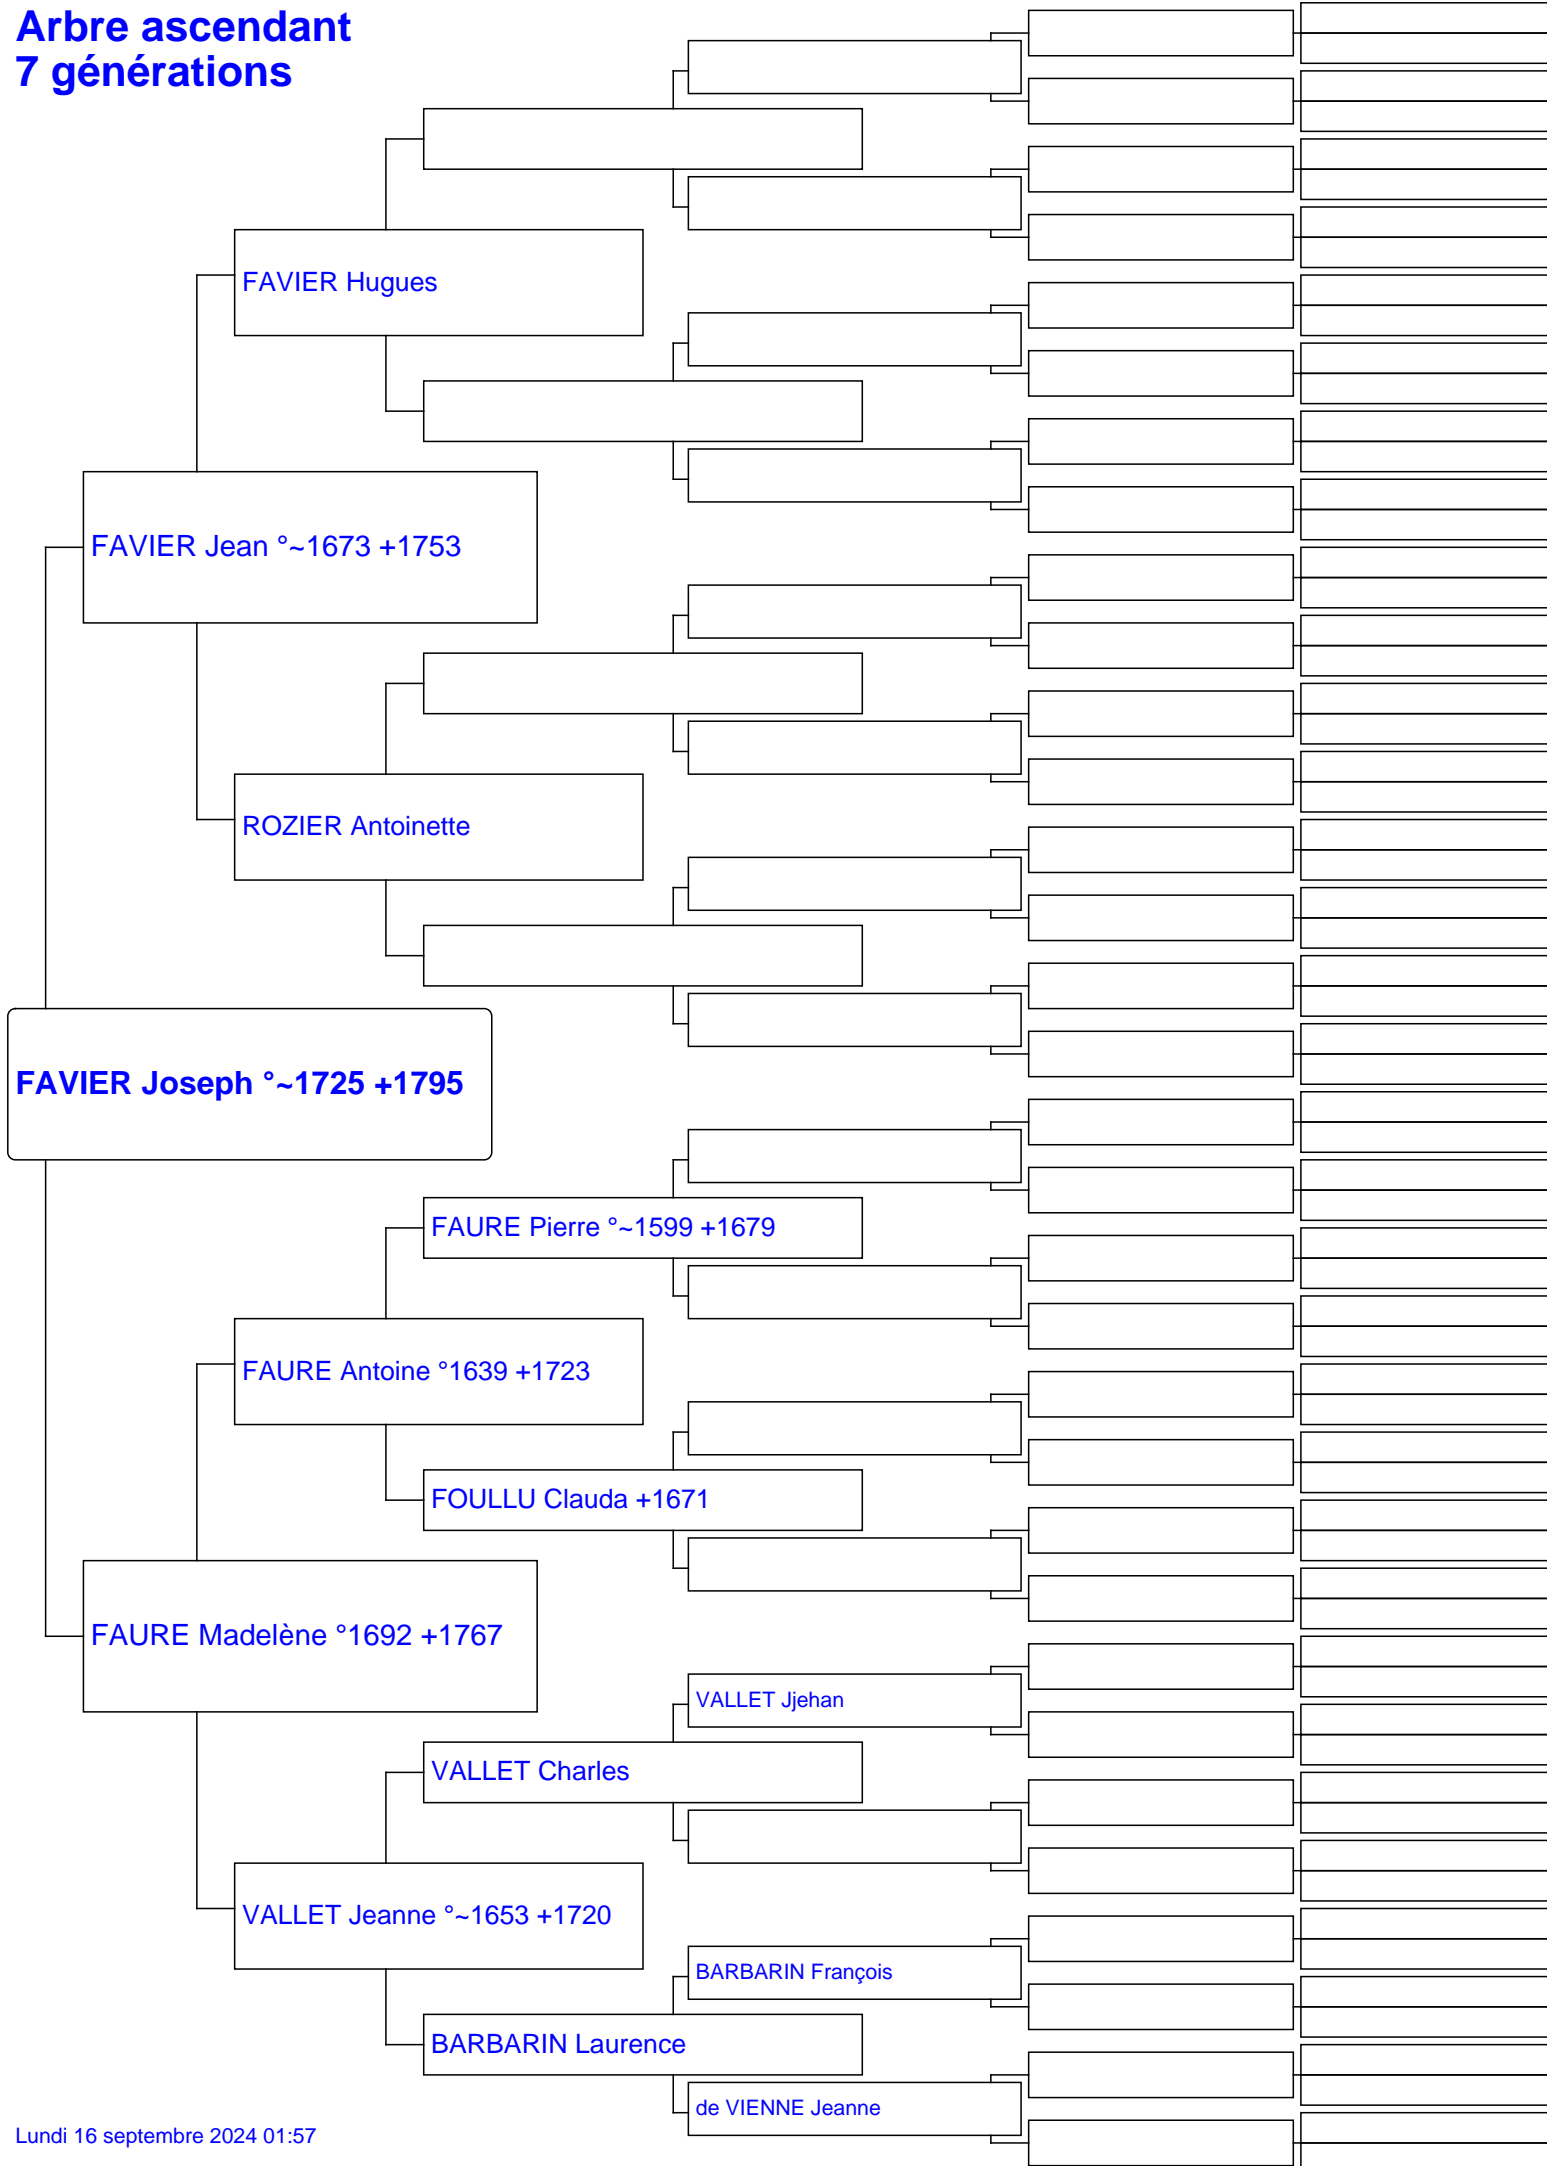 Arbre ascendant
7 générations
FAVIER Hugues
FAVIER Jean °~1673 +1753
ROZIER Antoinette
FAVIER Joseph °~1725 +1795
FAURE Pierre °~1599 +1679
FAURE Antoine °1639 +1723
FOULLU Clauda +1671
FAURE Madelène °1692 +1767
VALLET Jjehan
VALLET Charles
VALLET Jeanne °~1653 +1720
BARBARIN François
BARBARIN Laurence
de VIENNE Jeanne
Lundi 16 septembre 2024 01:57